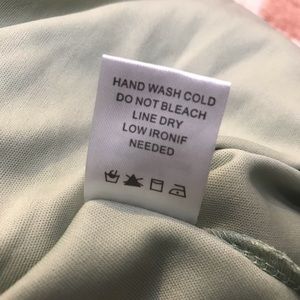 HAND WASH COLD
DO NOT BLEACH
LINE DRY
LOW IRONIF
NEEDED